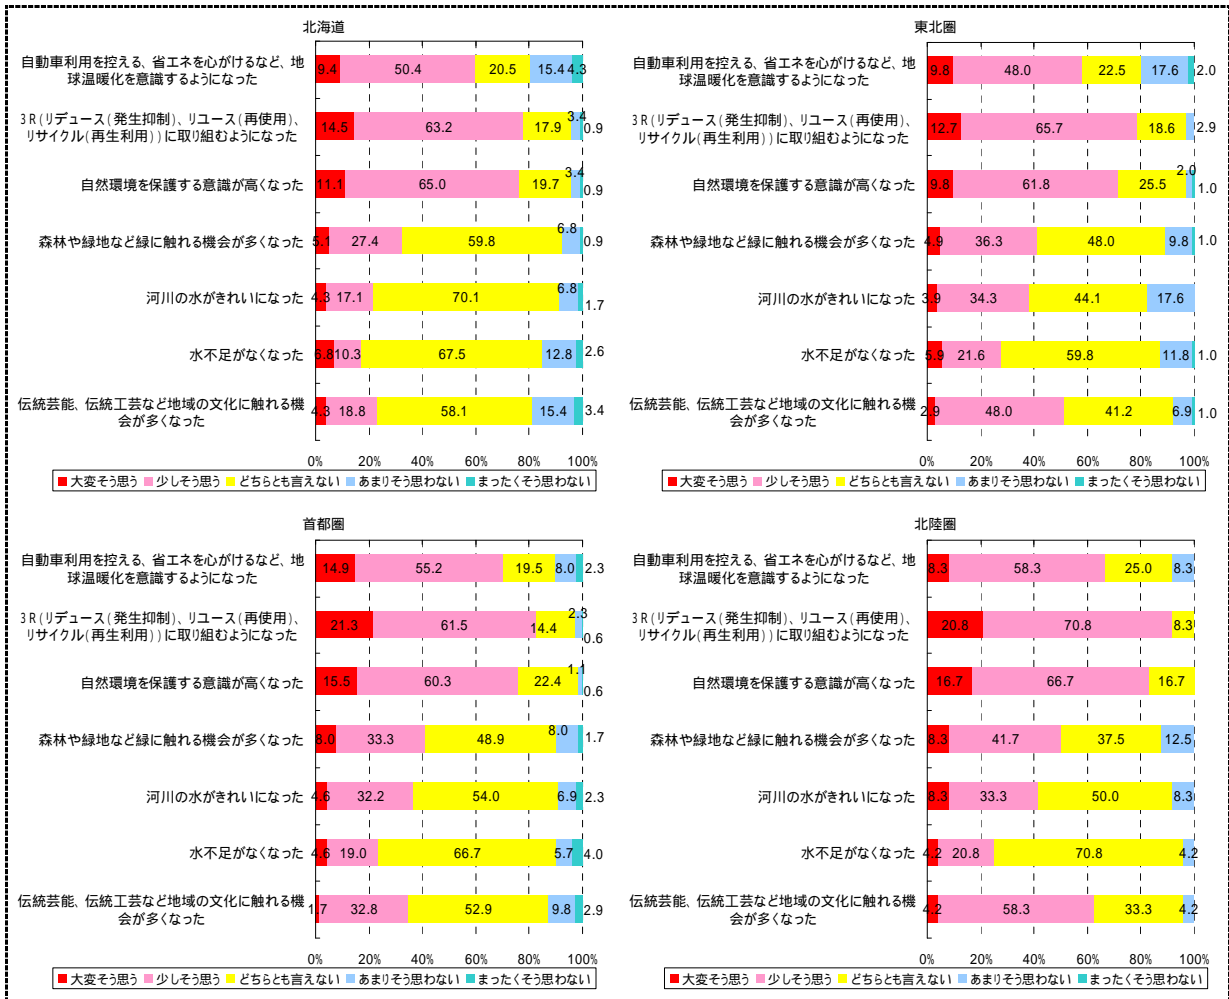 北海道
自動車利用を控える、省エネを心がけるなど、地
球温暖化を意識するようになった
9.4 50.4 20.5 15.4 4.3
3R(リデュース(発生抑制)、リユース(再使用)、
リサイクル(再生利用))に取り組むようになった
14.5 63.2 17.9 3.4 0.9
自然環境を保護する意識が高くなった
11.1 65.0 19.7 3.4 0.9
森林や緑地など緑に触れる機会が多くなった
5.1 27.4 59.8 6.8 0.9
河川の水がきれいになった
4.3 17.1 70.1 6.8 1.7
水不足がなくなった
6.8 10.3 67.5 12.8 2.6
伝統芸能、伝統工芸など地域の文化に触れる機
会が多くなった
4.3 18.8 58.1 15.4 3.4
0% 20% 40% 60% 80% 100%
大変そう思う 少しそう思う どちらとも言えない あまりそう思わない まったくそう思わない
東北圏
自動車利用を控える、省エネを心がけるなど、地
球温暖化を意識するようになった
9.8 48.0 22.5 17.6 2.0
3R(リデュース(発生抑制)、リユース(再使用)、
リサイクル(再生利用))に取り組むようになった
12.7 65.7 18.6 2.9
自然環境を保護する意識が高くなった
9.8 61.8 25.5 2.0 1.0
森林や緑地など緑に触れる機会が多くなった
4.9 36.3 48.0 9.8 1.0
河川の水がきれいになった
3.9 34.3 44.1 17.6
水不足がなくなった
5.9 21.6 59.8 11.8 1.0
伝統芸能、伝統工芸など地域の文化に触れる機
会が多くなった
2.9 48.0 41.2 6.9 1.0
0% 20% 40% 60% 80% 100%
大変そう思う 少しそう思う どちらとも言えない あまりそう思わない まったくそう思わない
首都圏
自動車利用を控える、省エネを心がけるなど、地
球温暖化を意識するようになった
14.9 55.2 19.5 8.0 2.3
3R(リデュース(発生抑制)、リユース(再使用)、
リサイクル(再生利用))に取り組むようになった
21.3 61.5 14.4 2.3 0.6
自然環境を保護する意識が高くなった
15.5 60.3 22.4 1.1 0.6
森林や緑地など緑に触れる機会が多くなった
8.0 33.3 48.9 8.0 1.7
河川の水がきれいになった
4.6 32.2 54.0 6.9 2.3
水不足がなくなった
4.6 19.0 66.7 5.7 4.0
伝統芸能、伝統工芸など地域の文化に触れる機
会が多くなった
1.7 32.8 52.9 9.8 2.9
0% 20% 40% 60% 80% 100%
大変そう思う 少しそう思う どちらとも言えない あまりそう思わない まったくそう思わない
北陸圏
自動車利用を控える、省エネを心がけるなど、地
球温暖化を意識するようになった
8.3 58.3 25.0 8.3
3R(リデュース(発生抑制)、リユース(再使用)、
リサイクル(再生利用))に取り組むようになった
20.8 70.8 8.3
自然環境を保護する意識が高くなった
16.7 66.7 16.7
森林や緑地など緑に触れる機会が多くなった
8.3 41.7 37.5 12.5
河川の水がきれいになった
8.3 33.3 50.0 8.3
水不足がなくなった
4.2 20.8 70.8 4.2
伝統芸能、伝統工芸など地域の文化に触れる機
会が多くなった
4.2 58.3 33.3 4.2
0% 20% 40% 60% 80% 100%
大変そう思う 少しそう思う どちらとも言えない あまりそう思わない まったくそう思わない